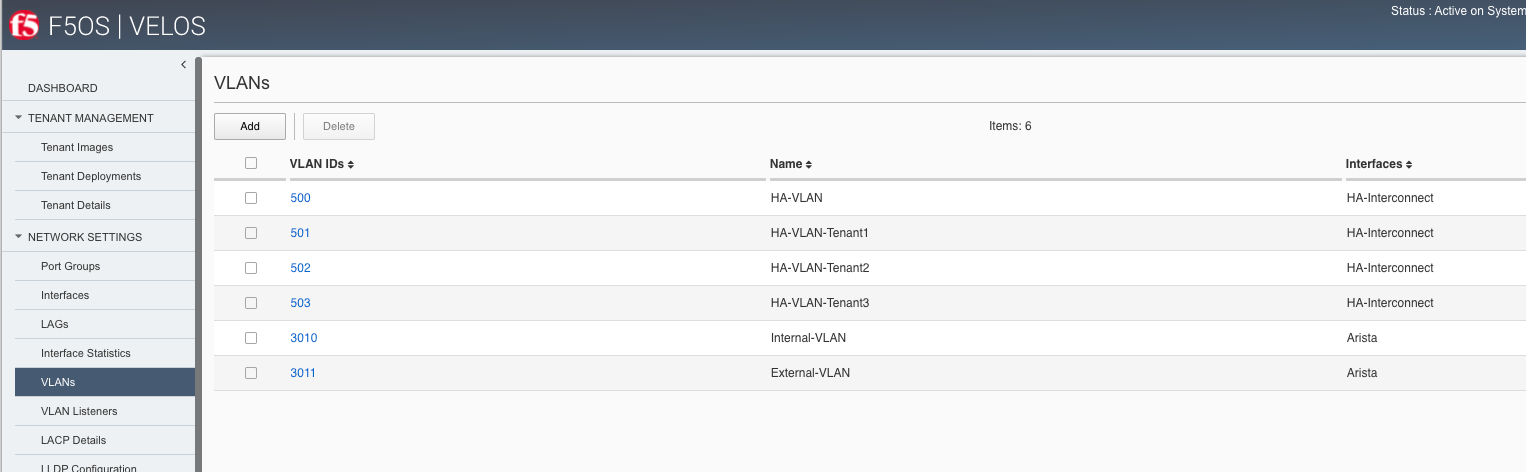 f5 F5OS | VELOS
Status : Active on System
DASHBOARD
TENANT MANAGEMENT
Tenant Images
Tenant Deployments
Tenant Details
NETWORK SETTINGS
Port Groups
Interfaces
LAGs
Interface Statistics
VLANs
VLAN Listeners
LACP Details
LLDP Configuration
VLANs
Add Delete Items: 6
VLAN IDs Name Interfaces
500 HA-VLAN HA-Interconnect
501 HA-VLAN-Tenant1 HA-Interconnect
502 HA-VLAN-Tenant2 HA-Interconnect
503 HA-VLAN-Tenant3 HA-Interconnect
3010 Internal-VLAN Arista
3011 External-VLAN Arista